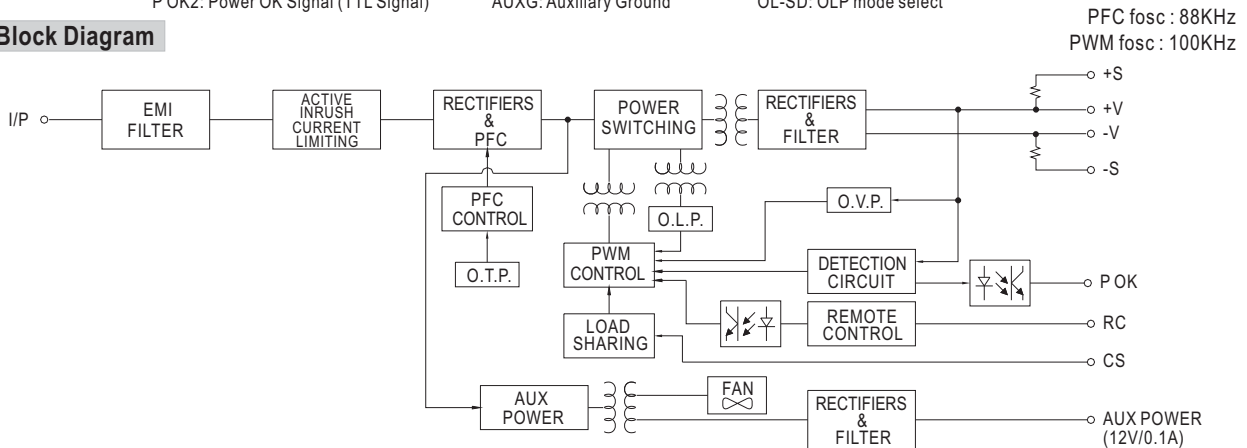 P OK2: Power OK Signal (TTL Signal) AUXG: Auxiliary Ground OL-SD: OLP mode select
Block Diagram
PFC fosc : 88KHz
PWM fosc : 100KHz
I/P
EMI
FILTER
ACTIVE
INRUSH
CURRENT
LIMITING
RECTIFIERS
&
PFC
POWER
SWITCHING
RECTIFIERS
&
FILTER
+S
+V
-V
-S
PFC
CONTROL
O.L.P.
O.V.P.
O.T.P.
PWM
CONTROL
DETECTION
CIRCUIT
P OK
LOAD
SHARING
REMOTE
CONTROL
RC
CS
AUX
POWER
FAN
RECTIFIERS
&
FILTER
AUX POWER
(12V/0.1A)